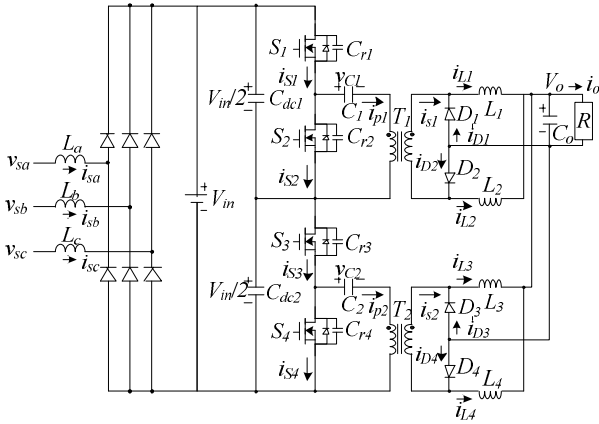 S1
Cr1
iS1
Vin/2
Cdc1
vC1
C1
ip1
T1
is1
iL1
L1
Vo
io
D1
iD1
Co
R
S2
Cr2
iS2
iD2
D2
L2
iL2
La
vsa
isa
Lb
vsb
isb
Lc
vsc
isc
Vin
S3
Cr3
iS3
Vin/2
Cdc2
vC2
C2
ip2
T2
is2
iL3
L3
D3
iD3
S4
Cr4
iS4
iD4
D4
L4
iL4